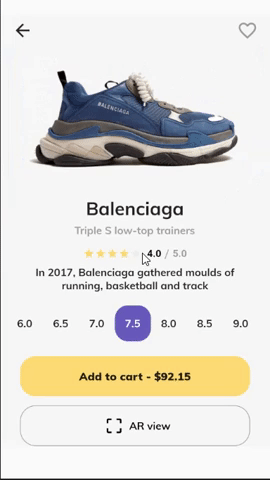 BALENCIAGA
Balenciaga
Triple S low-top trainers
4.0 / 5.0
In 2017, Balenciaga gathered moulds of
running, basketball and track
6.0 6.5 7.0 7.5 8.0 8.5 9.0
Add to cart - $92.15
AR view